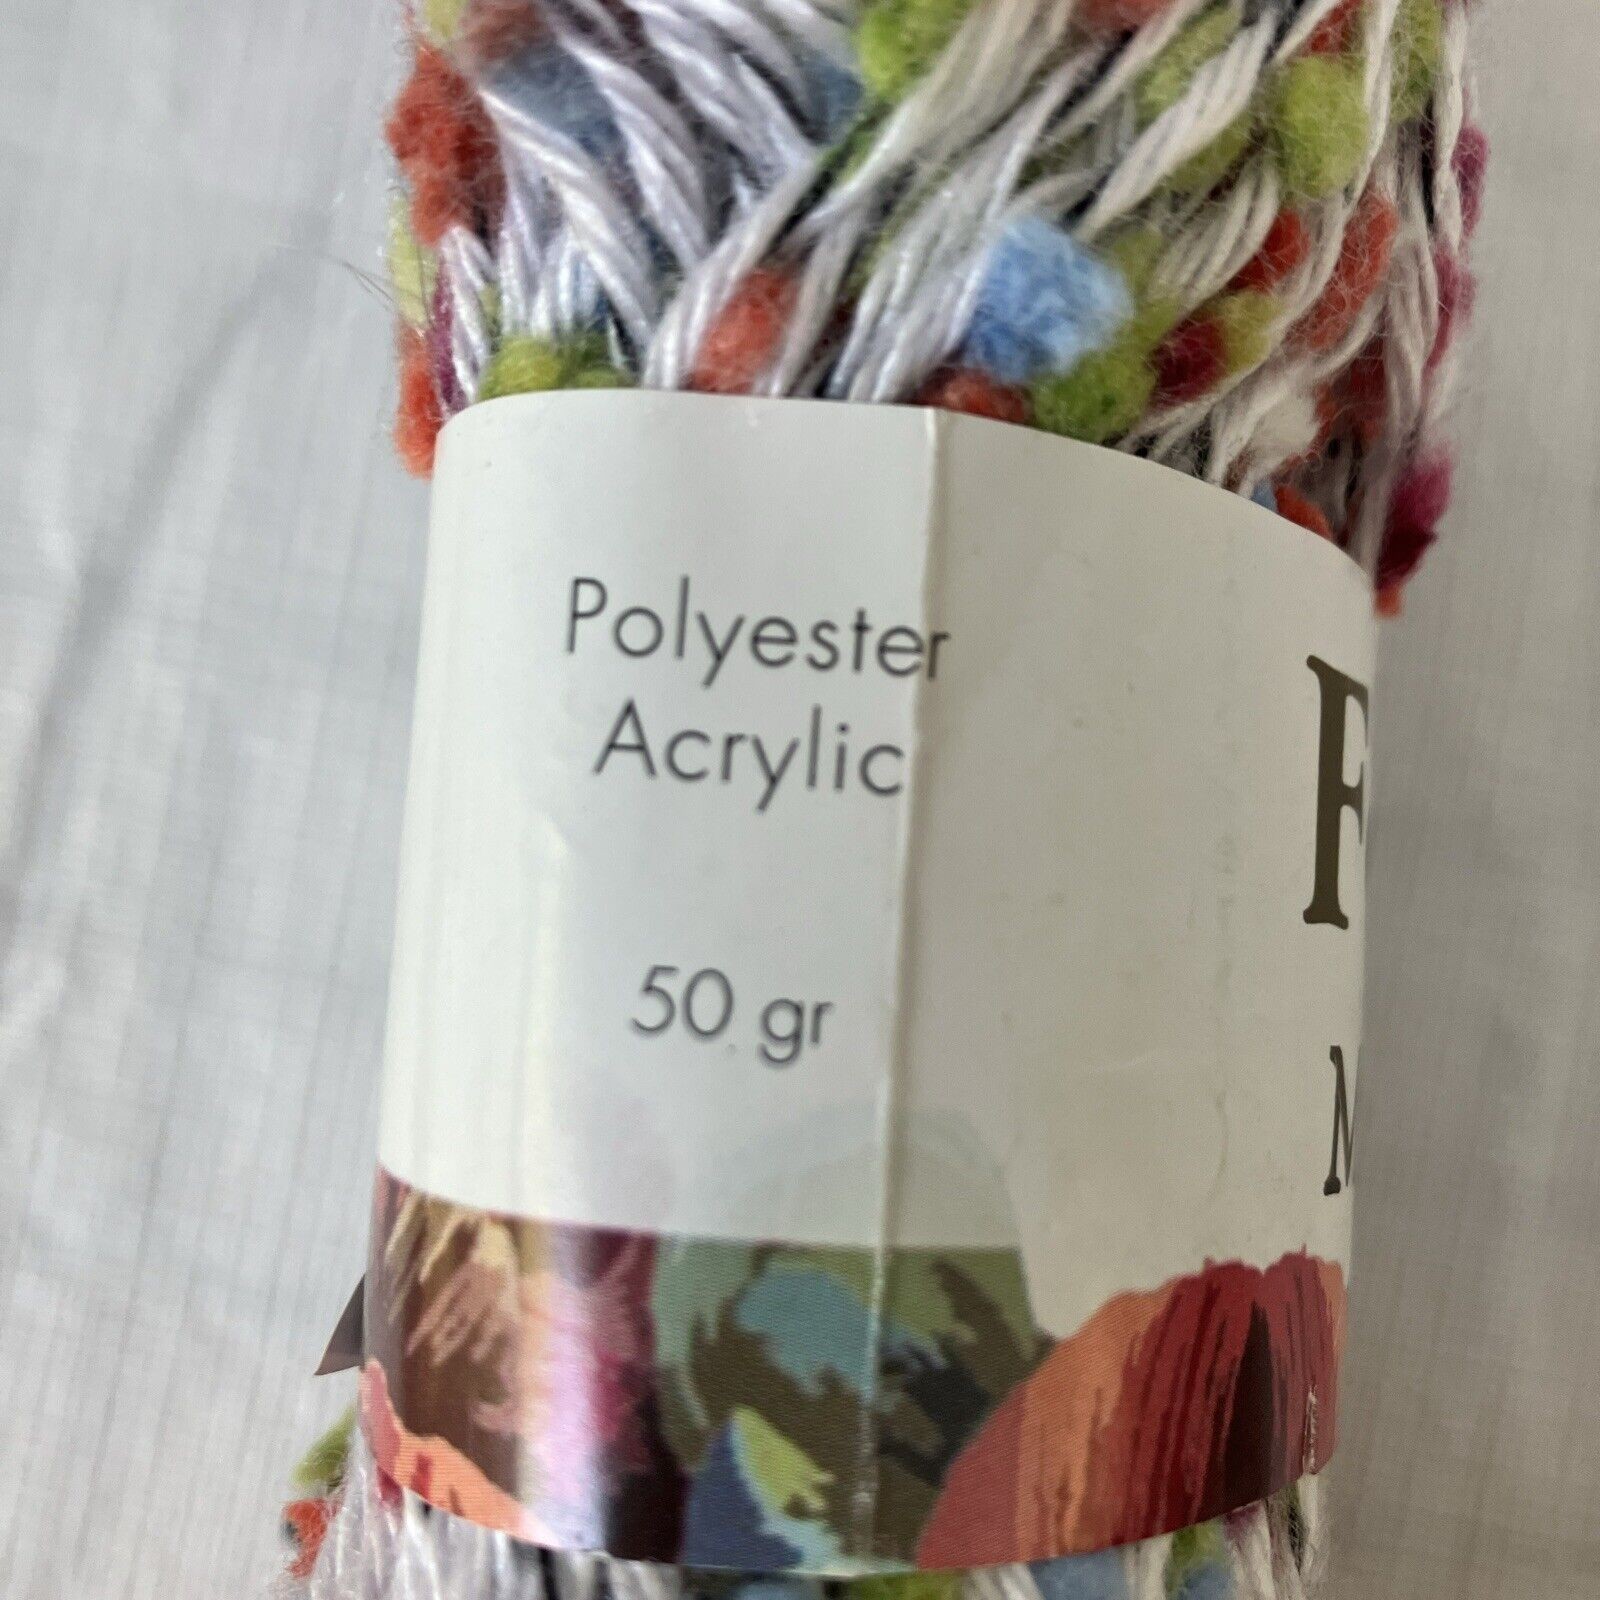 Polyester
Acrylic
50 gr
F
M